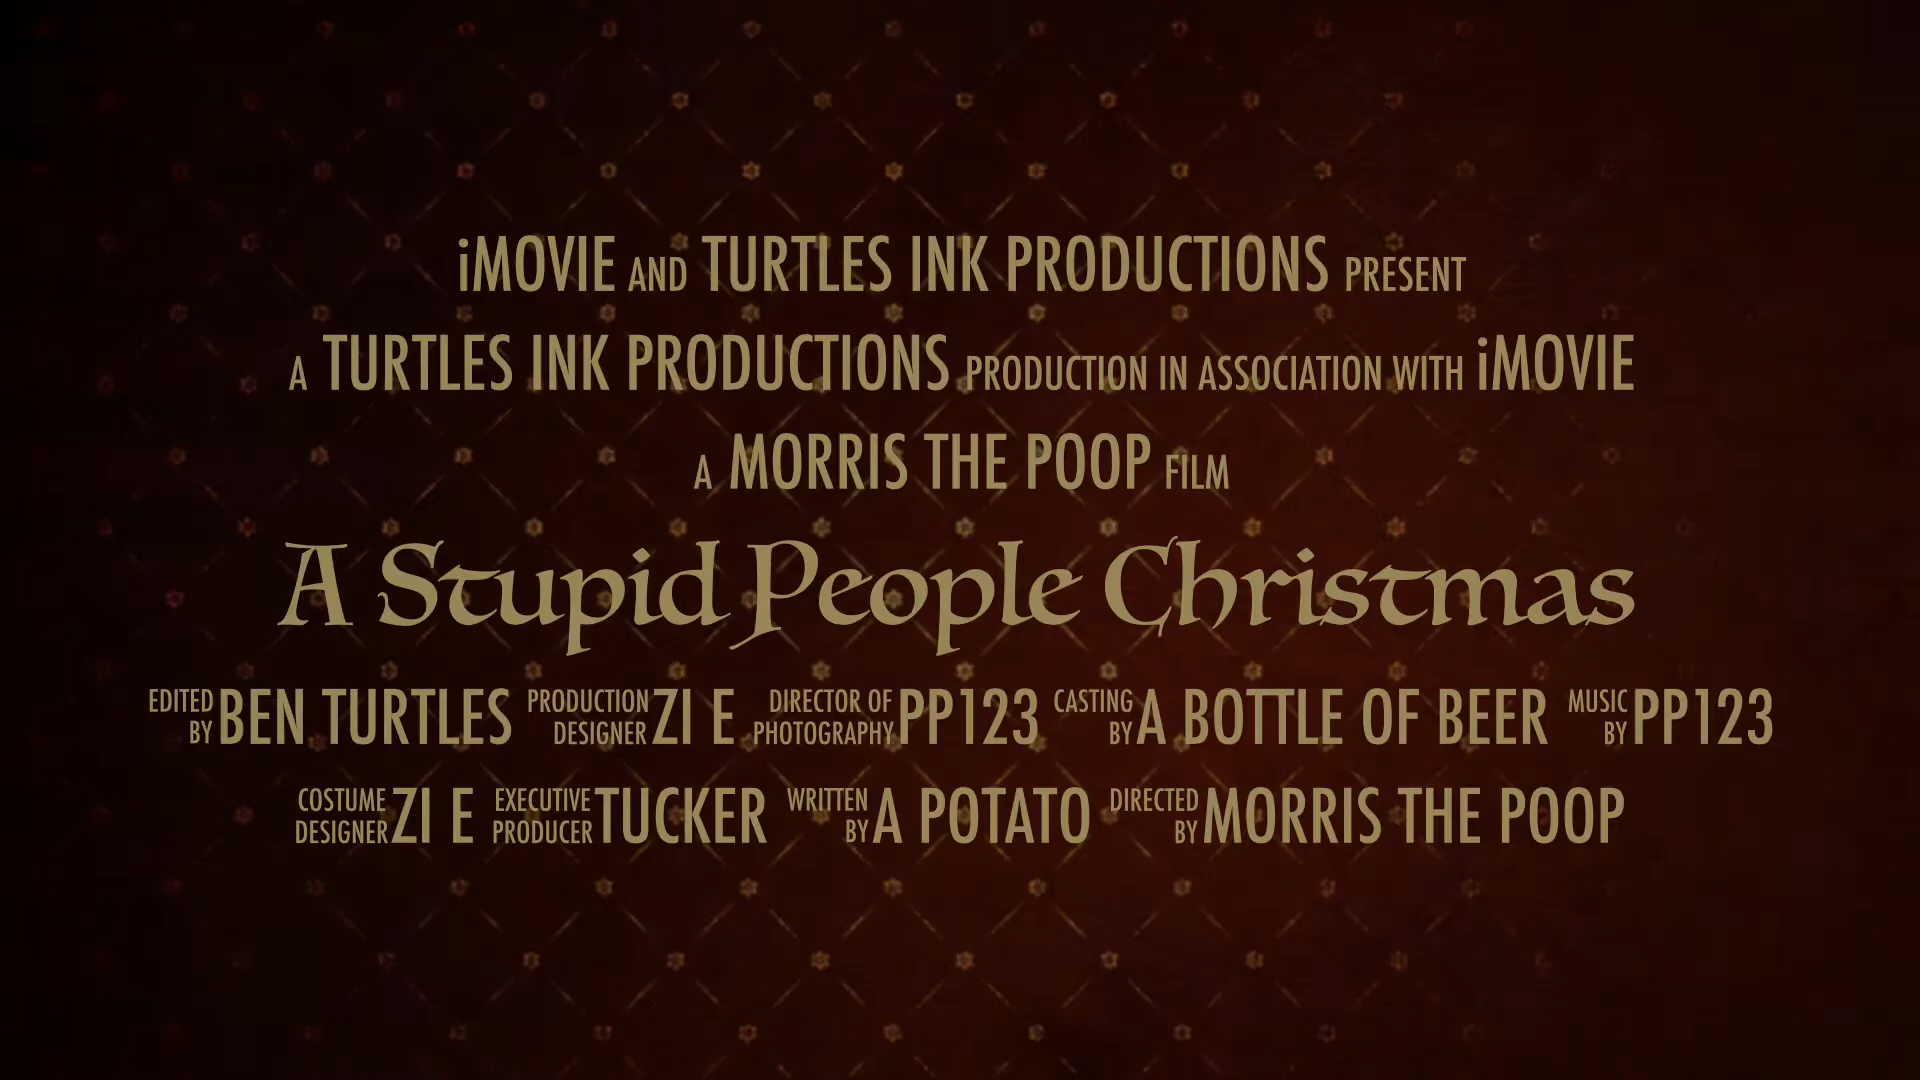 iMOVIE AND TURTLES INK PRODUCTIONS PRESENT
A TURTLES INK PRODUCTIONS PRODUCTION IN ASSOCIATION WITH iMOVIE
A MORRIS THE POOP FILM
A Stupid People Christmas
EDITED BY BEN TURTLES PRODUCTION DESIGNER ZI E DIRECTOR OF PHOTOGRAPHY PP123 CASTING BY A BOTTLE OF BEER MUSIC BY PP123
COSTUME DESIGNER ZI E EXECUTIVE PRODUCER TUCKER WRITTEN BY A POTATO DIRECTED BY MORRIS THE POOP